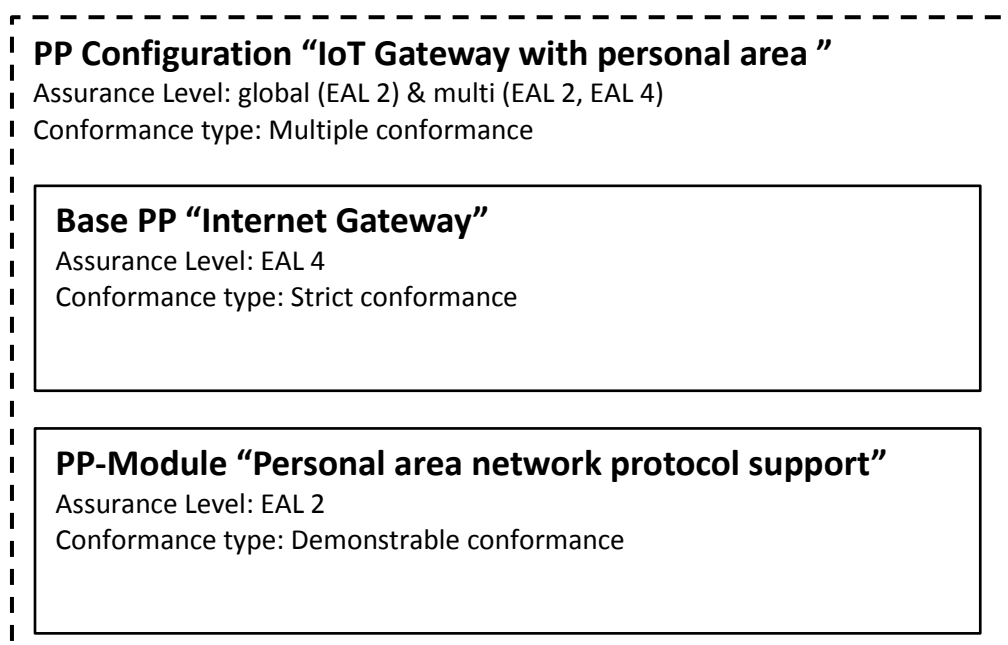 PP Configuration “IoT Gateway with personal area ”
Assurance Level: global (EAL 2) & multi (EAL 2, EAL 4)
Conformance type: Multiple conformance
Base PP “Internet Gateway”
Assurance Level: EAL 4
Conformance type: Strict conformance
PP-Module “Personal area network protocol support”
Assurance Level: EAL 2
Conformance type: Demonstrable conformance